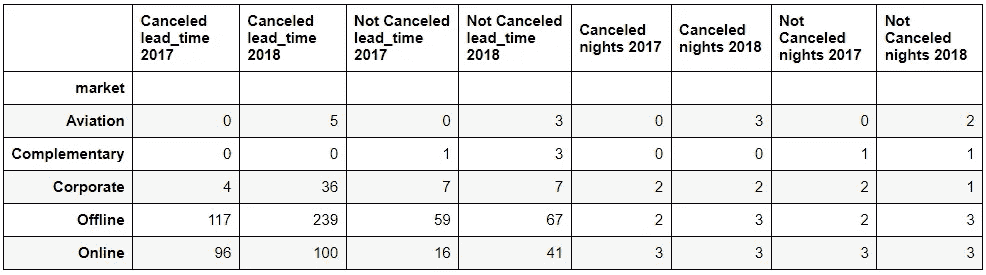 Canceled lead_time 2017 Canceled lead_time 2018 Not Canceled lead_time 2017 Not Canceled lead_time 2018 Canceled nights 2017 Canceled nights 2018 Not Canceled nights 2017 Not Canceled nights 2018
market
Aviation 0 5 0 3 0 3 0 2
Complementary 0 0 1 3 0 0 1 1
Corporate 4 36 7 7 2 2 2 1
Offline 117 239 59 67 2 3 2 3
Online 96 100 16 41 3 3 3 3